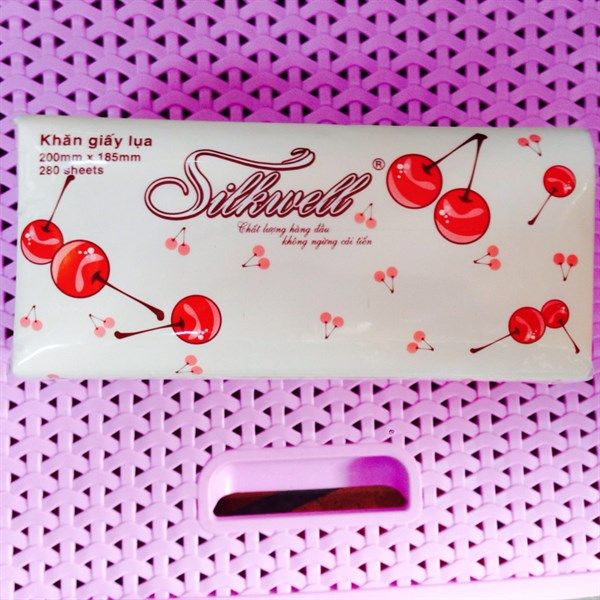 Khăn giấy lụa
200mm x 185mm
280 sheets
Silkwell ®
Chất lượng hàng đầu
không ngừng cải tiến